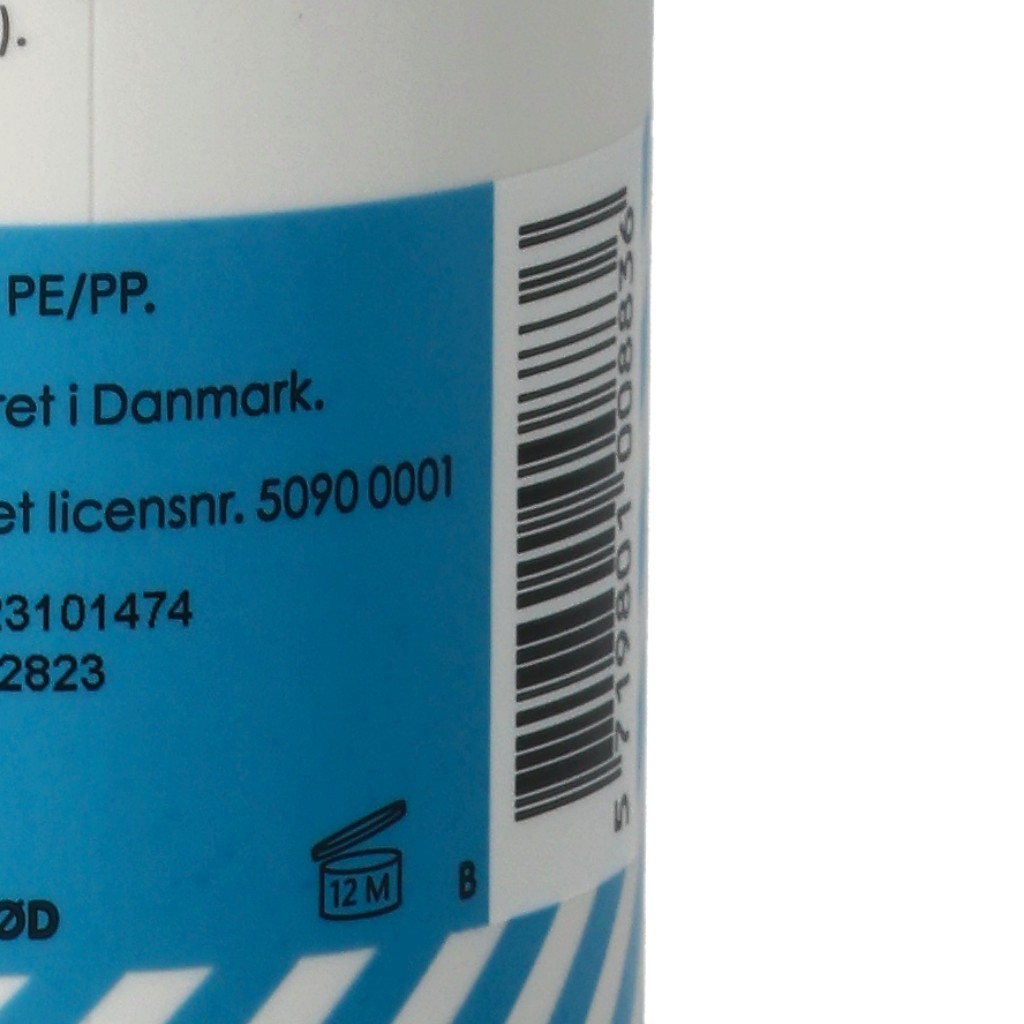 ).
PE/PP.
ret i Danmark.
et licensnr. 5090 0001
23101474
2823
12 M
B
ØD
5 719801 008836